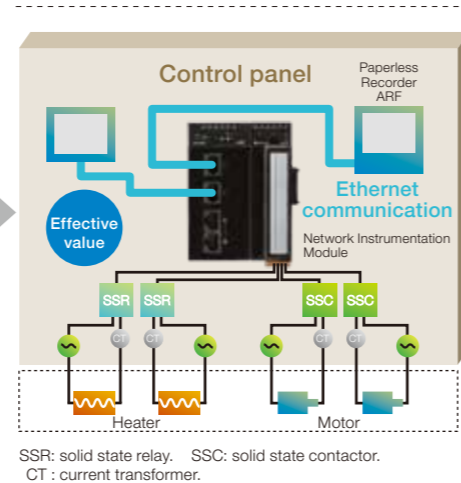 Control panel
Paperless
Recorder
ARF
Ethernet
communication
Effective
value
Network Instrumentation
Module
SSR
SSR
SSC
SSC
CT
CT
CT
CT
Heater
Motor
SSR: solid state relay. SSC: solid state contactor.
CT : current transformer.